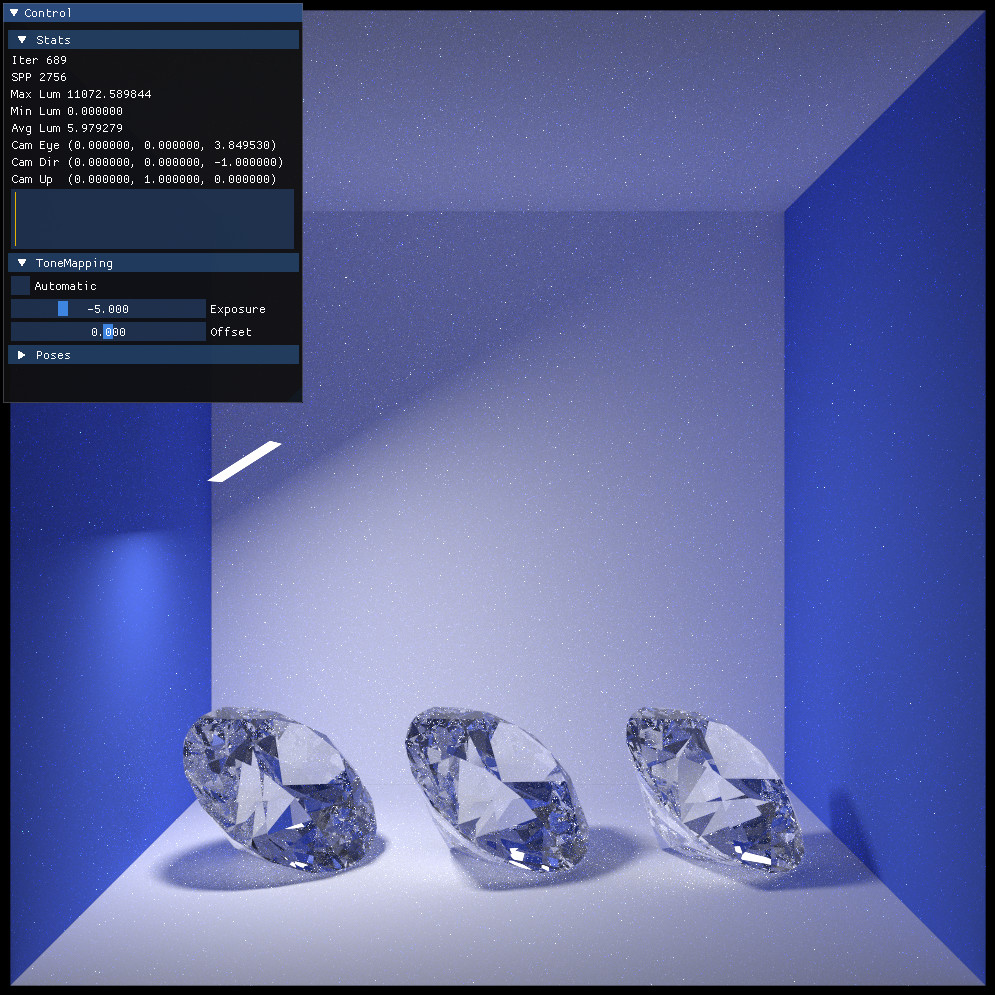 Control
Stats
Iter 689
SPP 2756
Max Lum 11072.589844
Min Lum 0.000000
Avg Lum 5.979279
Cam Eye (0.000000, 0.000000, 3.849530)
Cam Dir (0.000000, 0.000000, -1.000000)
Cam Up (0.000000, 1.000000, 0.000000)
ToneMapping
Automatic
-5.000 Exposure
0.000 Offset
Poses